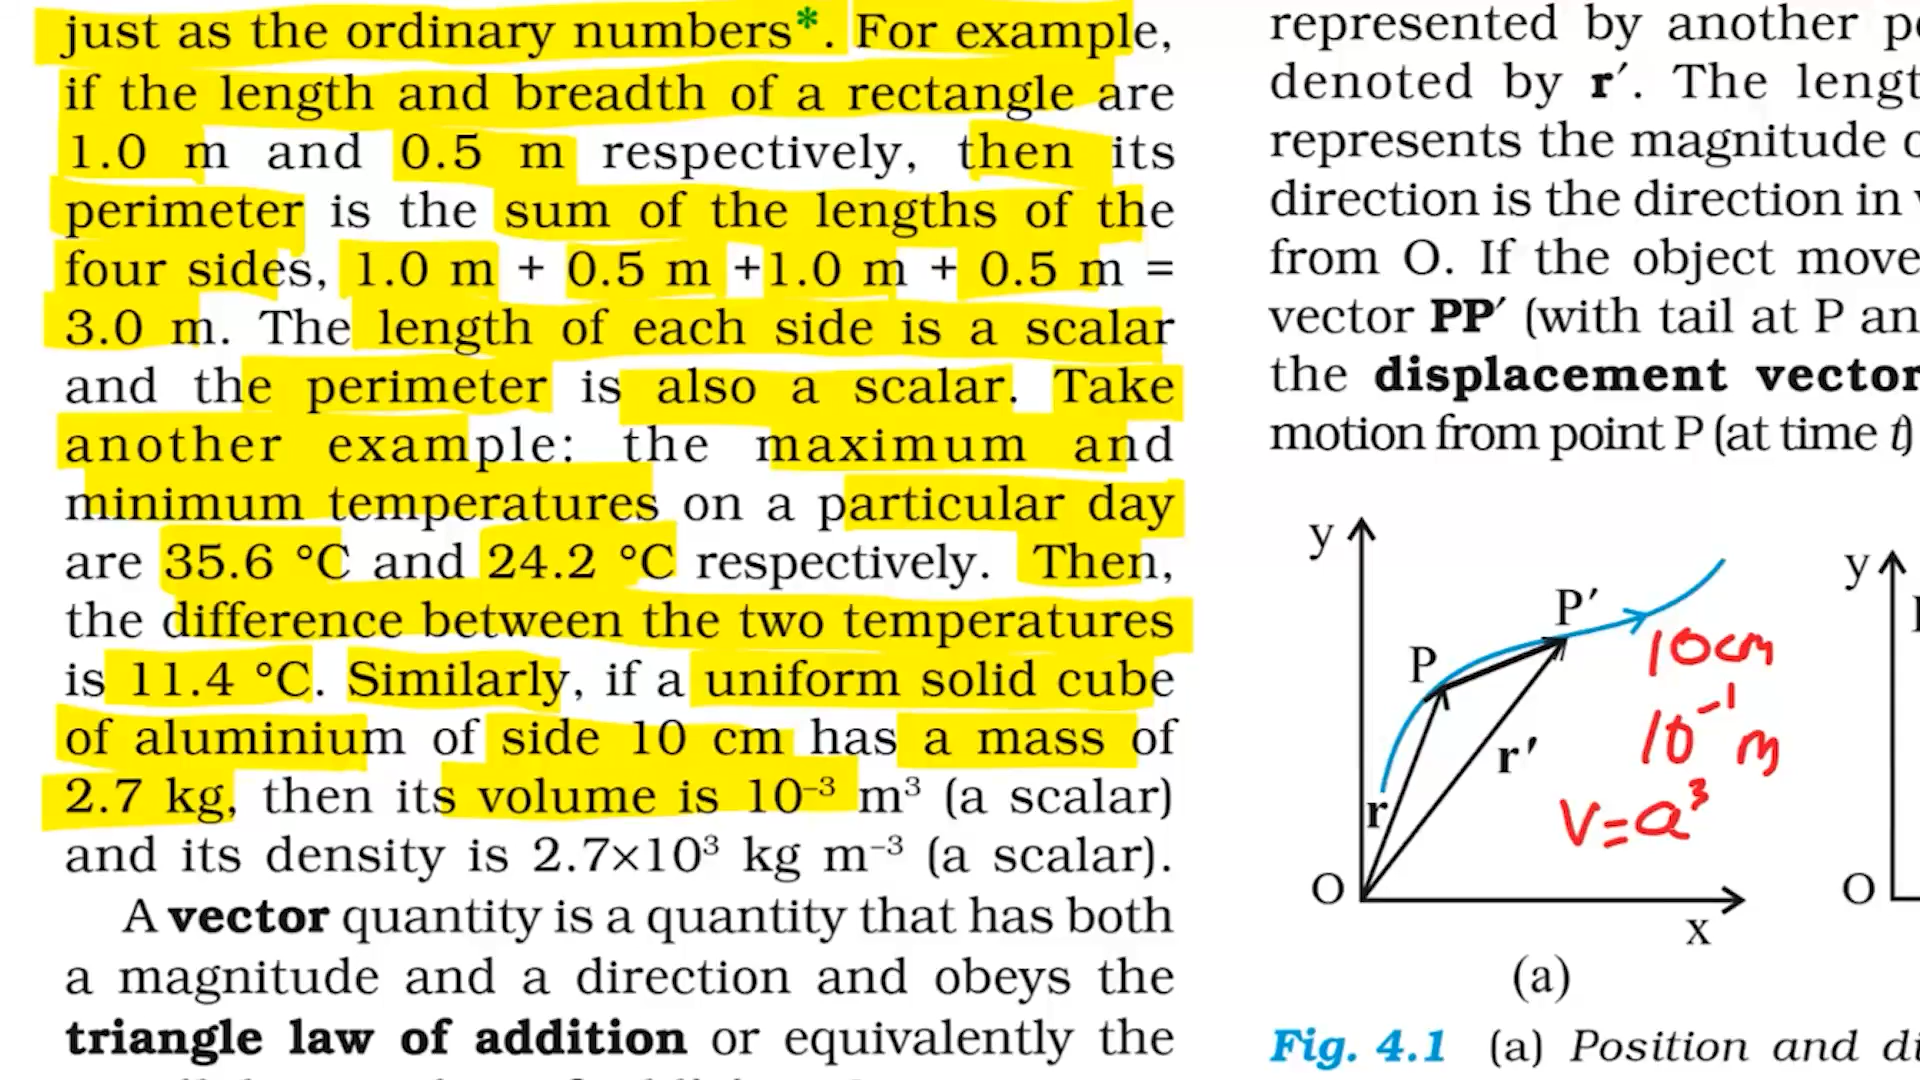 just as the ordinary numbers*. For example,
if the length and breadth of a rectangle are
1.0 m and 0.5 m respectively, then its
perimeter is the sum of the lengths of the
four sides, 1.0 m + 0.5 m +1.0 m + 0.5 m =
3.0 m. The length of each side is a scalar
and the perimeter is also a scalar. Take
another example: the maximum and
minimum temperatures on a particular day
are 35.6 °C and 24.2 °C respectively. Then,
the difference between the two temperatures
is 11.4 °C. Similarly, if a uniform solid cube
of aluminium of side 10 cm has a mass of
2.7 kg, then its volume is 10⁻³ m³ (a scalar)
and its density is 2.7×10³ kg m⁻³ (a scalar).
A vector quantity is a quantity that has both
a magnitude and a direction and obeys the
triangle law of addition or equivalently the
represented by another
denoted by r′. The
represents the magnitude
direction is the direction in
from O. If the object
vector PP′ (with tail at P
the displacement vector
motion from point P (at time t)
y
P′
P
r′
r
O
x
(a)
10cm
10⁻¹ m
V=a³
y
O
Fig. 4.1 (a) Position and